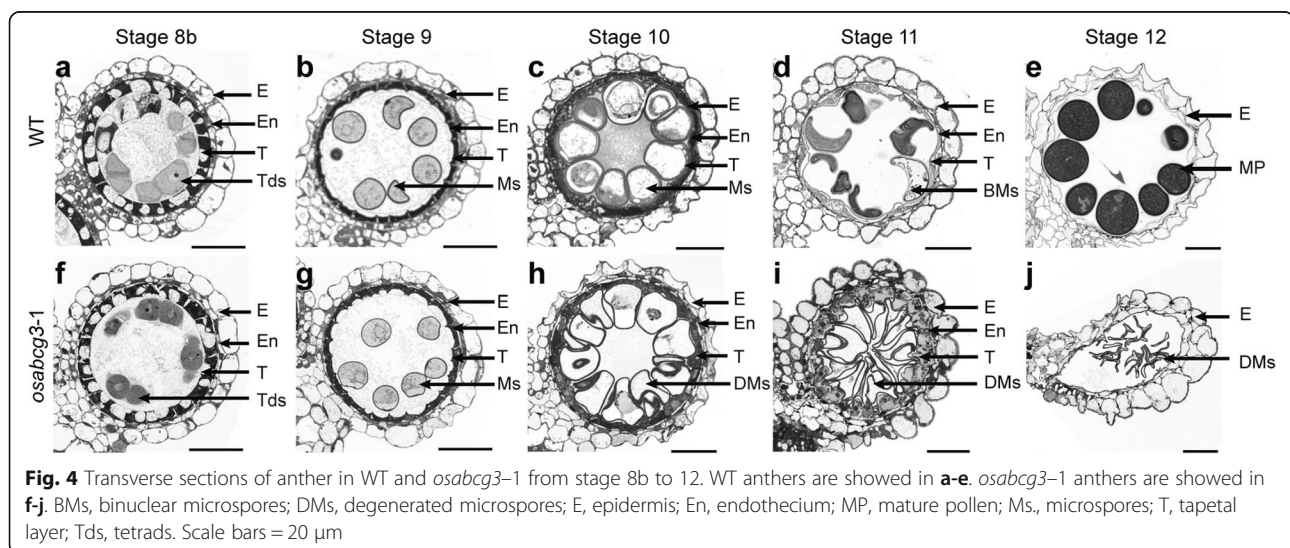 Stage 8b Stage 9 Stage 10 Stage 11 Stage 12
WT
a E En T Tds
b E En T Ms
c E En T Ms
d E En T BMs
e E MP
osabcg3-1
f E En T Tds
g E En T Ms
h E En T DMs
i E En T DMs
j E DMs
Fig. 4 Transverse sections of anther in WT and osabcg3–1 from stage 8b to 12. WT anthers are showed in a-e. osabcg3–1 anthers are showed in
f-j. BMs, binuclear microspores; DMs, degenerated microspores; E, epidermis; En, endothecium; MP, mature pollen; Ms., microspores; T, tapetal
layer; Tds, tetrads. Scale bars = 20 μm